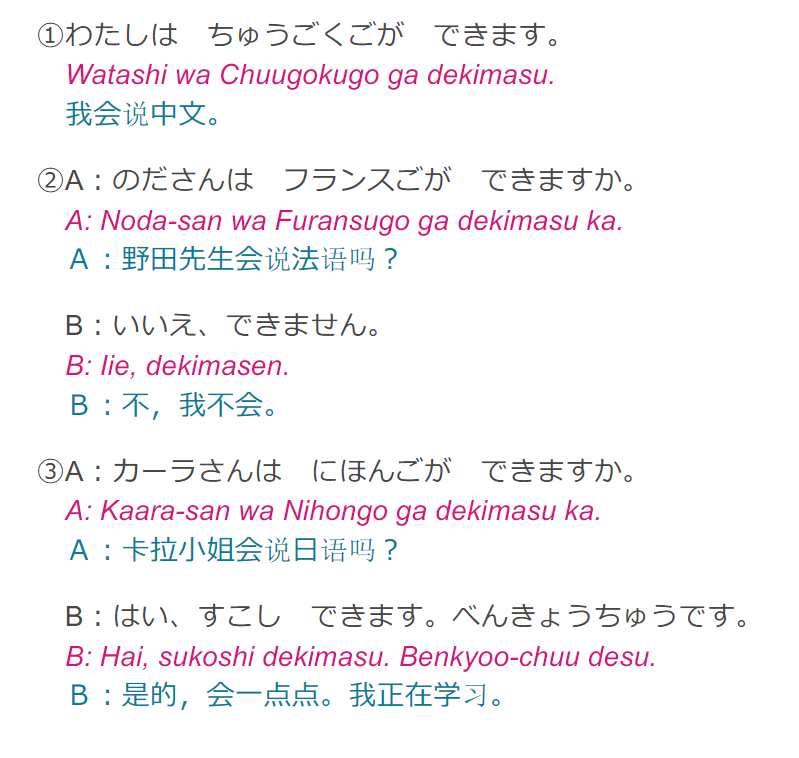 ①わたしは　ちゅうごくごが　できます。
Watashi wa Chuugokugo ga dekimasu.
我会说中文。
②A：のださんは　フランスごが　できますか。
A: Noda-san wa Furansugo ga dekimasu ka.
Ａ：野田先生会说法语吗？
B：いいえ、できません。
B: Iie, dekimasen.
Ｂ：不，我不会。
③A：カーラさんは　にほんごが　できますか。
A: Kaara-san wa Nihongo ga dekimasu ka.
Ａ：卡拉小姐会说日语吗？
B：はい、すこし　できます。べんきょうちゅうです。
B: Hai, sukoshi dekimasu. Benkyoo-chuu desu.
Ｂ：是的，会一点点。我正在学习。